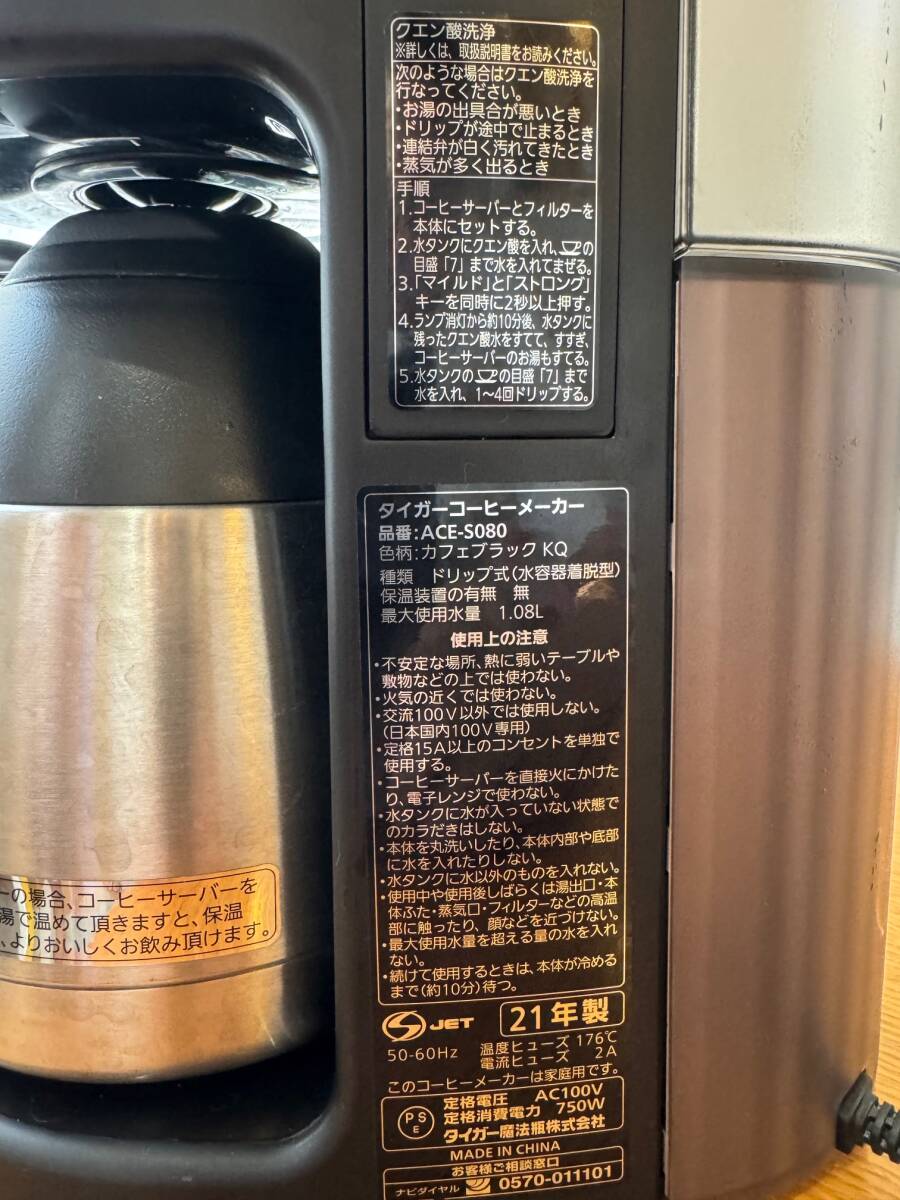 クエン酸洗浄
※詳しくは、取扱説明書をお読みください。
次のような場合はクエン酸洗浄を
行なってください。
・お湯の出具合が悪いとき
・ドリップが途中で止まるとき
・連結弁が白く汚れてきたとき
・蒸気が多く出るとき
手順
1.コーヒーサーバーとフィルターを
本体にセットする。
2.水タンクにクエン酸を入れ、の
目盛「7」まで水を入れてまぜる。
3.「マイルド」と「ストロング」
キーを同時に2秒以上押す。
4.ランプ消灯から約10分後、水タンクに
残ったクエン酸水をすてて、すすぎ、
コーヒーサーバーのお湯もすてる。
5.水タンクのの目盛「7」まで
水を入れ、1〜4回ドリップする。
タイガーコーヒーメーカー
品番:ACE-S080
色柄:カフェブラック KQ
種類 ドリップ式(水容器着脱型)
保温装置の有無 無
最大使用水量 1.08L
使用上の注意
・不安定な場所、熱に弱いテーブルや
敷物などの上では使わない。
・火気の近くでは使わない。
・交流100V以外では使用しない。
(日本国内100V専用)
・定格15A以上のコンセントを単独で
使用する。
・コーヒーサーバーを直接火にかけた
り、電子レンジで使わない。
・水タンクに水が入っていない状態で
のカラだきはしない。
・本体を丸洗いしたり、本体内部や底部
に水を入れたりしない。
・水タンクに水以外のものを入れない。
・使用中や使用後しばらくは湯出口・本
体ふた・蒸気口・フィルターなどの高温
部に触ったり、顔などを近づけない。
・最大使用水量を超える量の水を入れ
ない。
・続けて使用するときは、本体が冷める
まで(約10分)待つ。
JET 21年製
50-60Hz 温度ヒューズ 176℃
電流ヒューズ 2A
このコーヒーメーカーは家庭用です。
PSE 定格電圧 AC100V
定格消費電力 750W
タイガー魔法瓶株式会社
MADE IN CHINA
お客様ご相談窓口
ナビダイヤル 0570-011101
ーの場合、コーヒーサーバーを
湯で温めて頂きますと、保温
、よりおいしくお飲み頂けます。